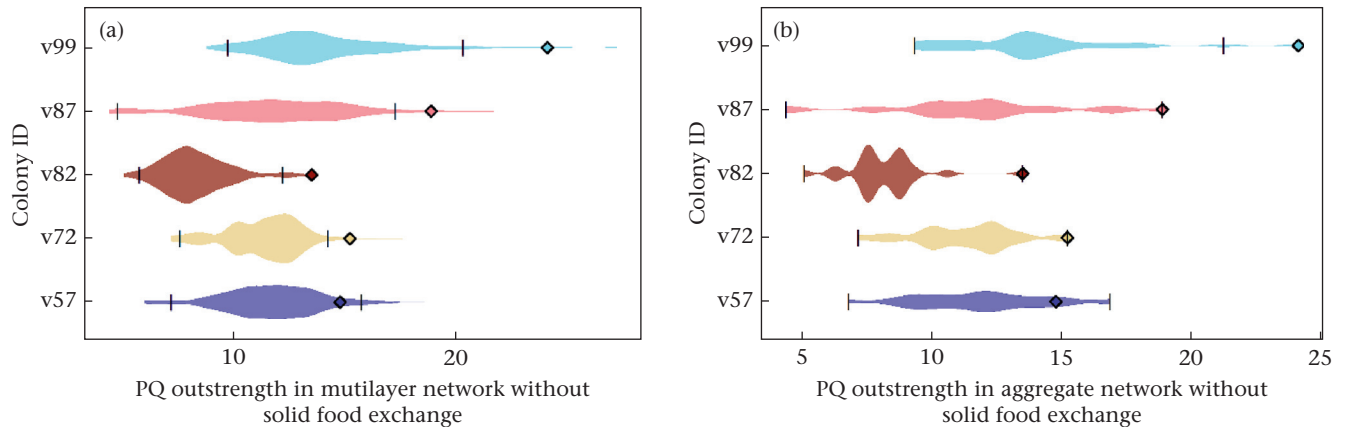 (a)
Colony ID
v99
v87
v82
v72
v57
10 20
PQ outstrength in mutilayer network without
solid food exchange
(b)
Colony ID
v99
v87
v82
v72
v57
5 10 15 20 25
PQ outstrength in aggregate network without
solid food exchange